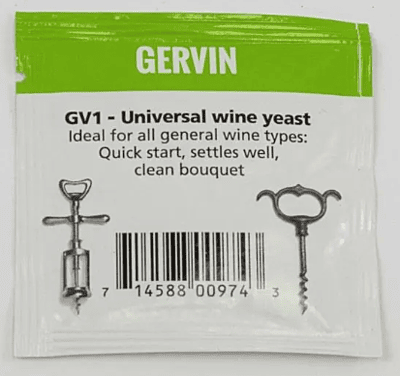 GERVIN
GV1 - Universal wine yeast
Ideal for all general wine types:
Quick start, settles well,
clean bouquet
7 14588 00974 3